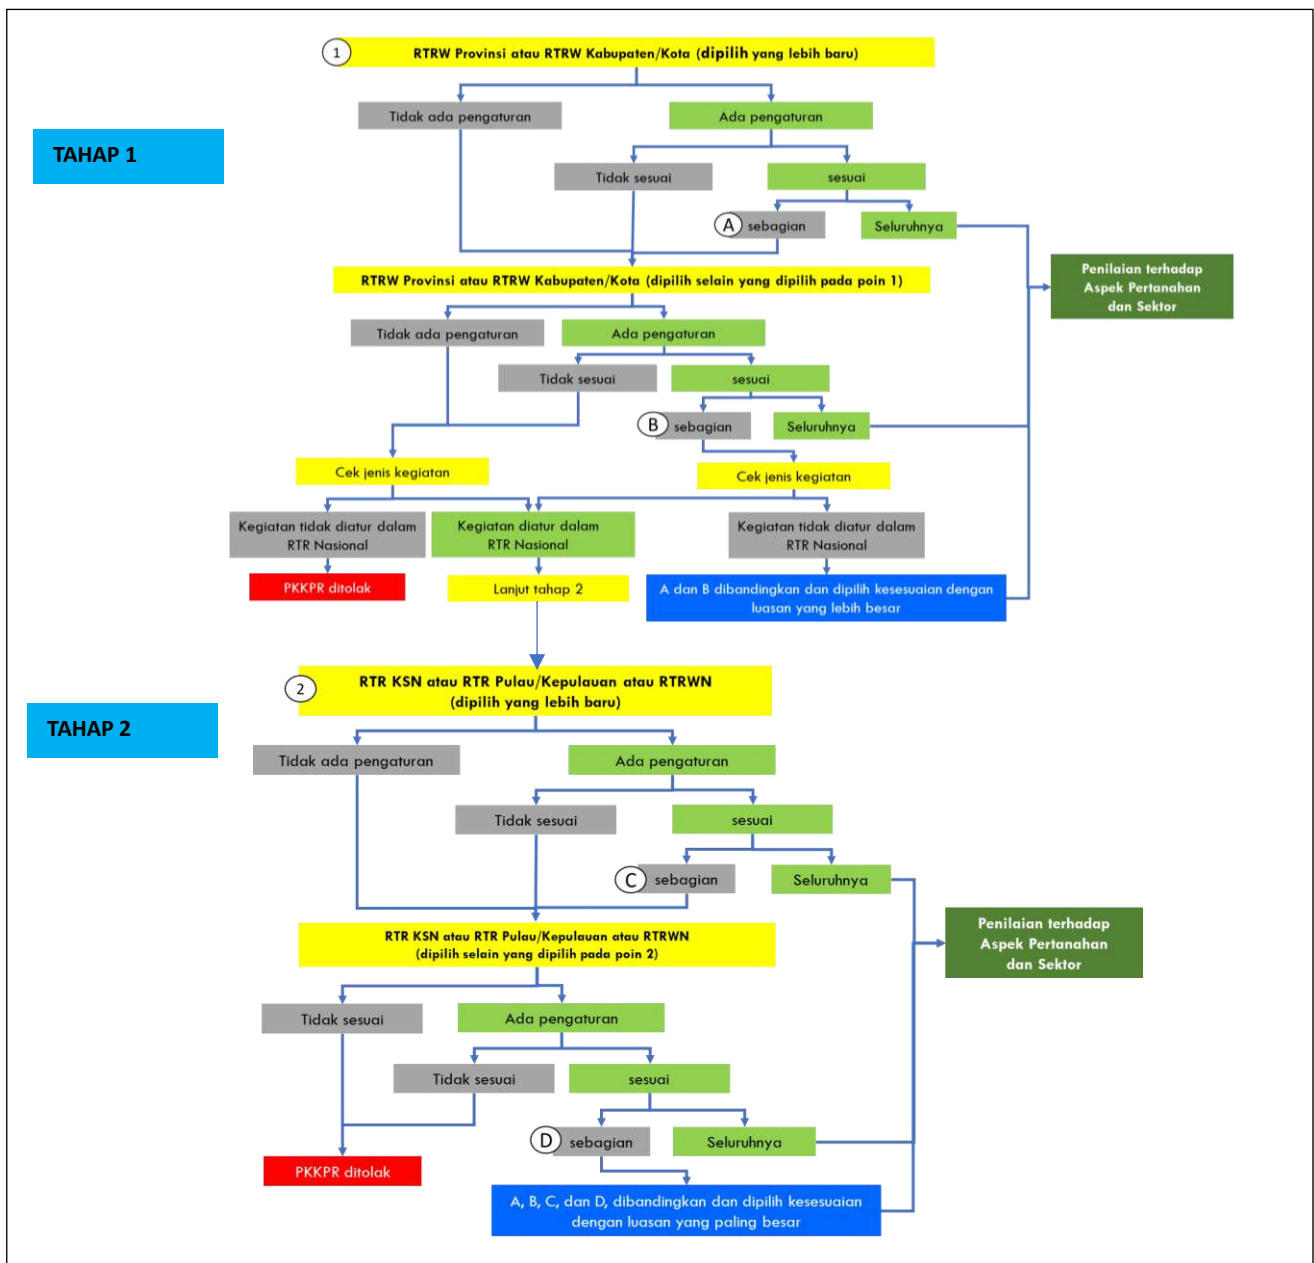 1
RTRW Provinsi atau RTRW Kabupaten/Kota (dipilih yang lebih baru)
Tidak ada pengaturan
Ada pengaturan
TAHAP 1
Tidak sesuai
sesuai
A
sebagian
Seluruhnya
Penilaian terhadap
Aspek Pertanahan
dan Sektor
RTRW Provinsi atau RTRW Kabupaten/Kota (dipilih selain yang dipilih pada poin 1)
Tidak ada pengaturan
Ada pengaturan
Tidak sesuai
sesuai
B
sebagian
Seluruhnya
Cek jenis kegiatan
Cek jenis kegiatan
Kegiatan tidak diatur dalam
RTR Nasional
Kegiatan diatur dalam
RTR Nasional
Kegiatan tidak diatur dalam
RTR Nasional
PKKPR ditolak
Lanjut tahap 2
A dan B dibandingkan dan dipilih kesesuaian dengan
luasan yang lebih besar
2
RTR KSN atau RTR Pulau/Kepulauan atau RTRWN
(dipilih yang lebih baru)
TAHAP 2
Tidak ada pengaturan
Ada pengaturan
Tidak sesuai
sesuai
C
sebagian
Seluruhnya
Penilaian terhadap
Aspek Pertanahan
dan Sektor
RTR KSN atau RTR Pulau/Kepulauan atau RTRWN
(dipilih selain yang dipilih pada poin 2)
Tidak sesuai
Ada pengaturan
Tidak sesuai
sesuai
D
sebagian
Seluruhnya
PKKPR ditolak
A, B, C, dan D, dibandingkan dan dipilih kesesuaian
dengan luasan yang paling besar